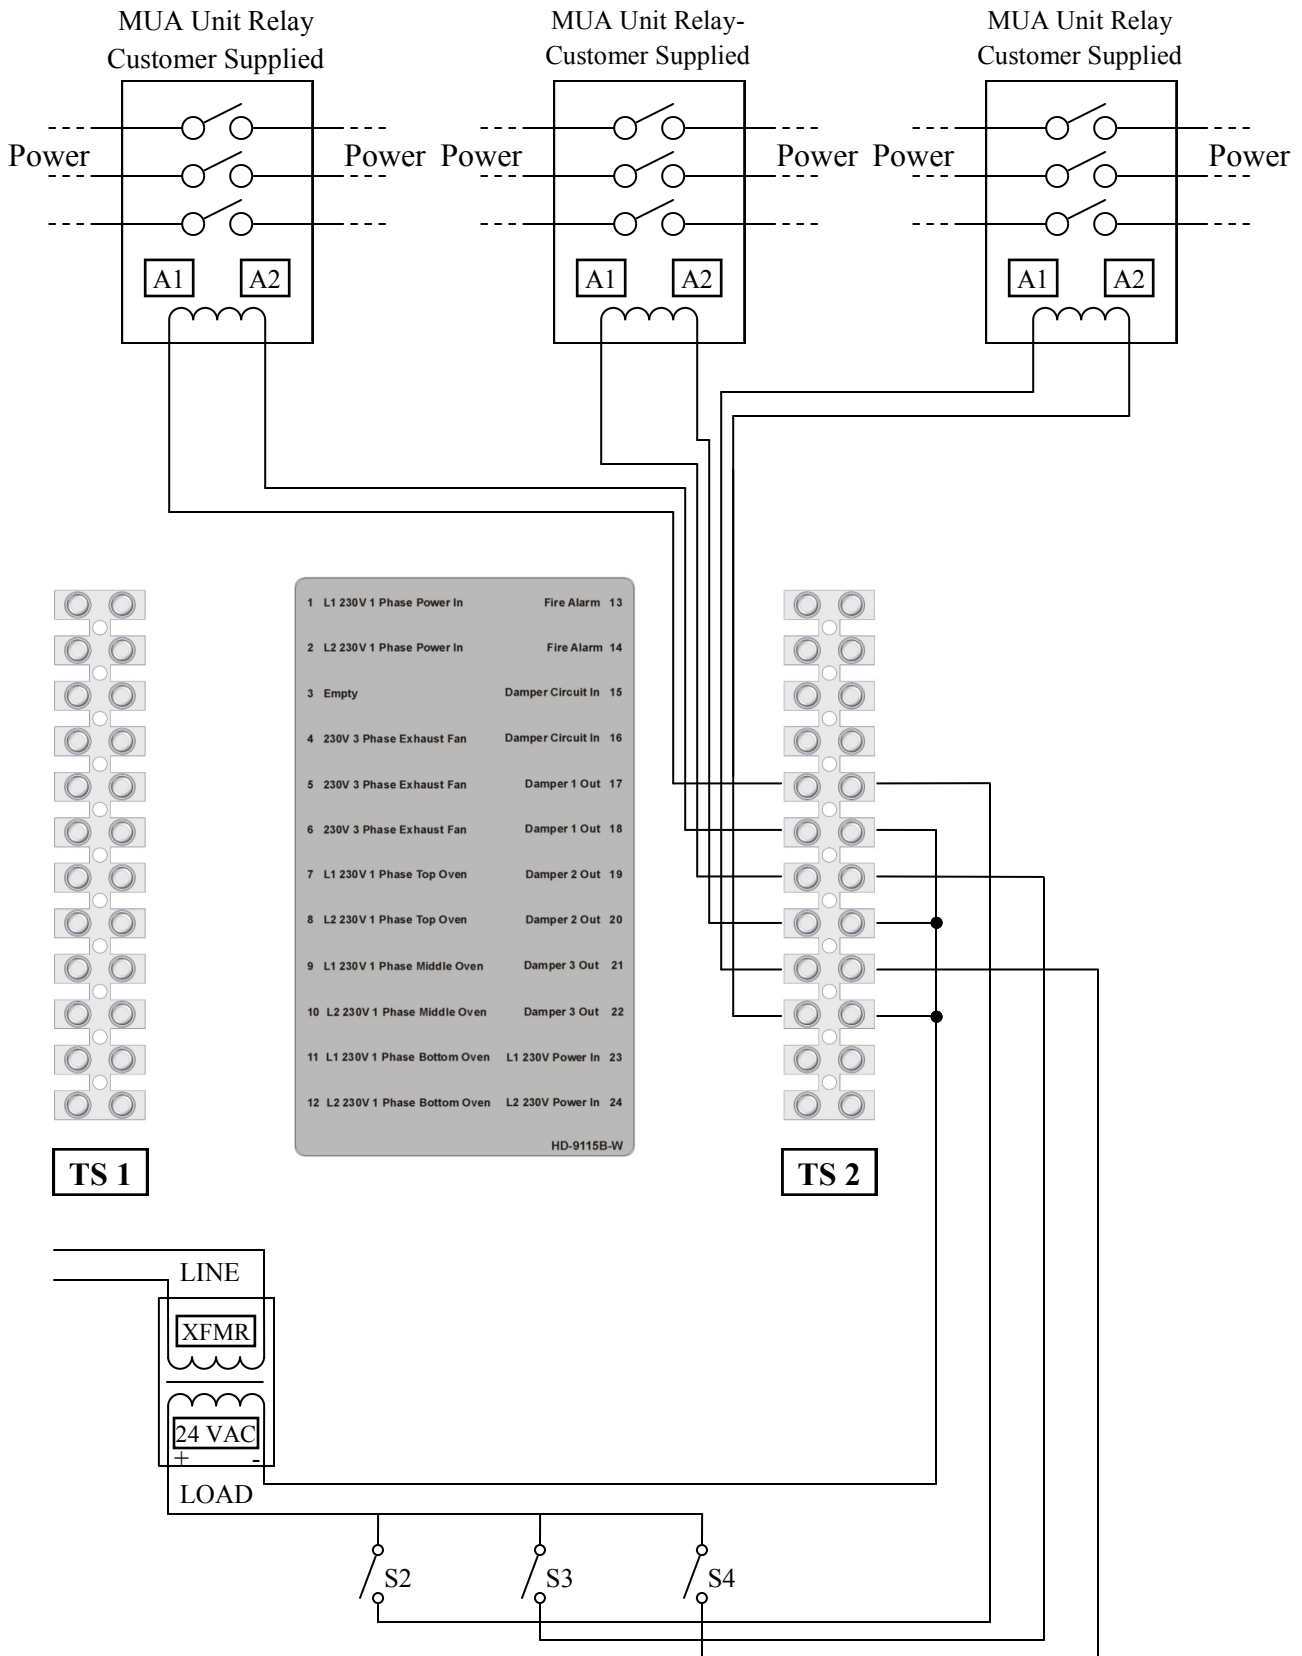 MUA Unit Relay
Customer Supplied
MUA Unit Relay-
Customer Supplied
MUA Unit Relay
Customer Supplied
Power
Power
Power
Power
Power
Power
A1
A2
A1
A2
A1
A2
1 L1 230V 1 Phase Power In
Fire Alarm 13
2 L2 230V 1 Phase Power In
Fire Alarm 14
3 Empty
Damper Circuit In 15
4 230V 3 Phase Exhaust Fan
Damper Circuit In 16
5 230V 3 Phase Exhaust Fan
Damper 1 Out 17
6 230V 3 Phase Exhaust Fan
Damper 1 Out 18
7 L1 230V 1 Phase Top Oven
Damper 2 Out 19
8 L2 230V 1 Phase Top Oven
Damper 2 Out 20
9 L1 230V 1 Phase Middle Oven
Damper 3 Out 21
10 L2 230V 1 Phase Middle Oven
Damper 3 Out 22
11 L1 230V 1 Phase Bottom Oven
L1 230V Power In 23
12 L2 230V 1 Phase Bottom Oven
L2 230V Power In 24
HD-9115B-W
TS 1
TS 2
LINE
XFMR
24 VAC
+ -
LOAD
S2
S3
S4